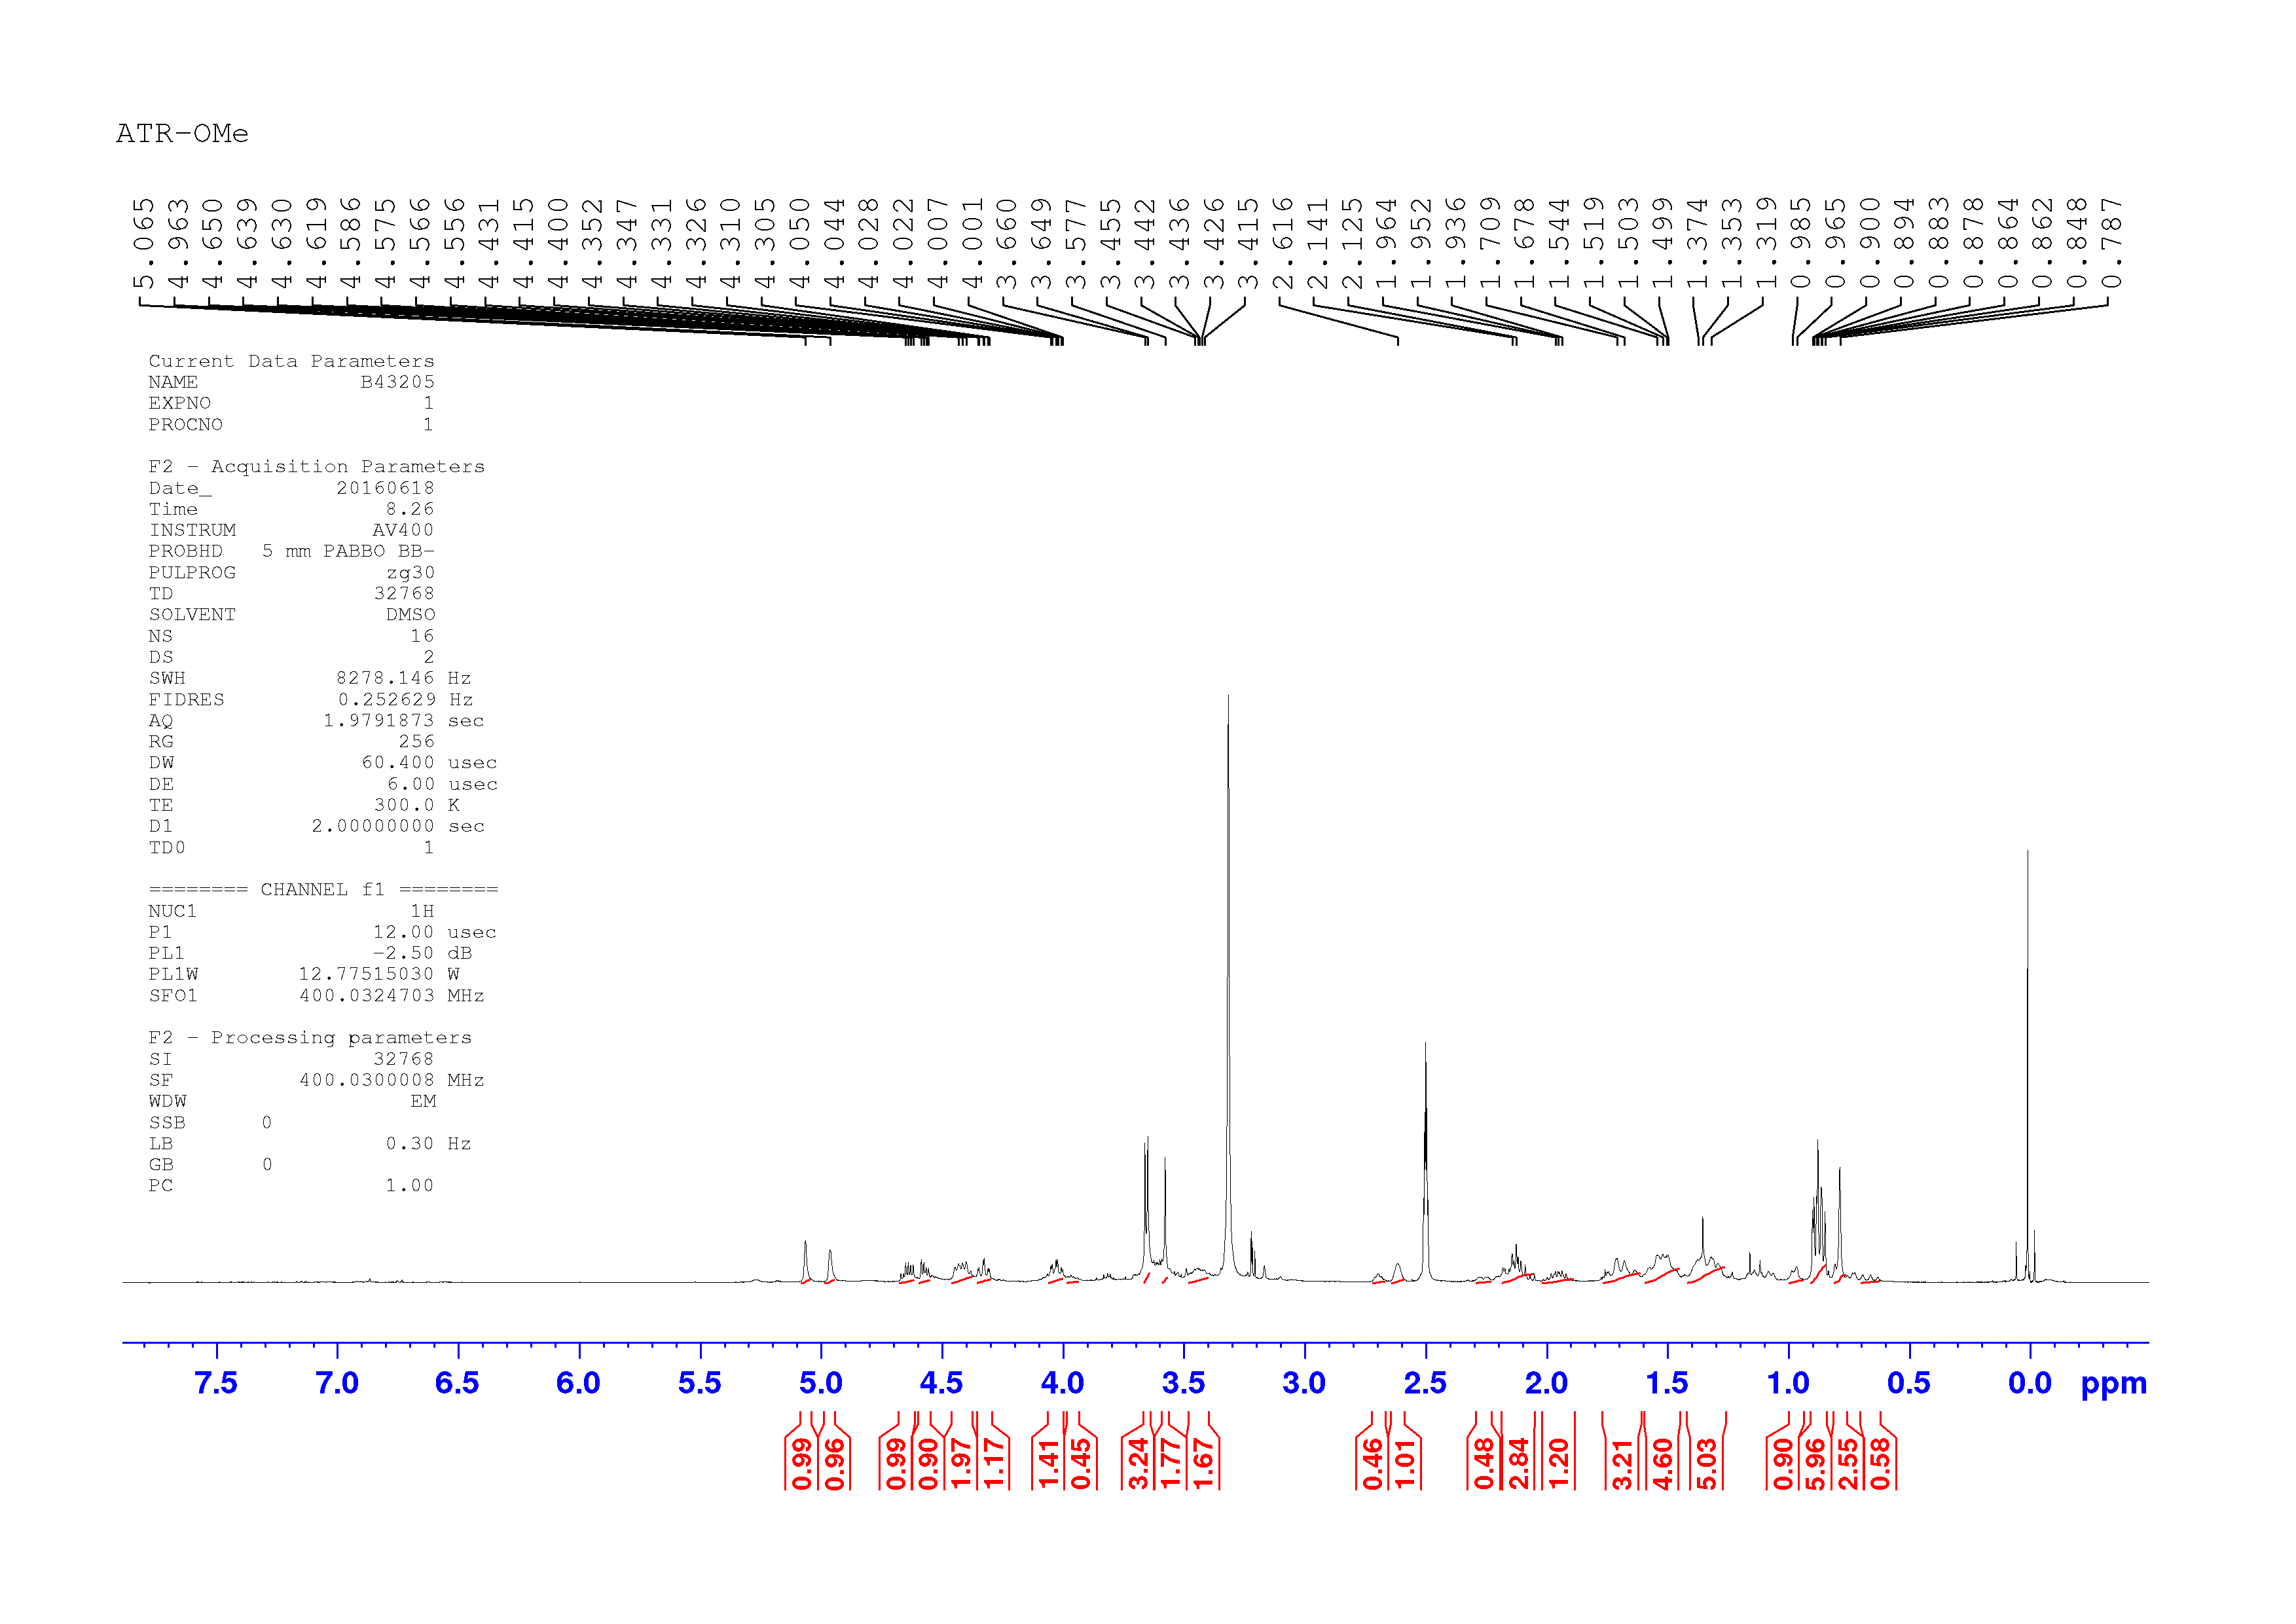 ATR-OMe
5.065 4.963 4.650 4.639 4.630 4.619 4.586 4.575 4.566 4.556 4.431 4.415 4.400 4.352 4.347 4.331 4.326 4.310 4.305 4.050 4.044 4.028 4.022 4.007 4.001 3.660 3.649 3.577 3.455 3.442 3.436 3.426 3.415 2.616 2.141 2.125 1.964 1.952 1.936 1.709 1.678 1.544 1.519 1.503 1.499 1.374 1.353 1.319 0.985 0.965 0.900 0.894 0.883 0.878 0.864 0.862 0.848 0.787
Current Data Parameters
NAME B43205
EXPNO 1
PROCNO 1
F2 - Acquisition Parameters
Date_ 20160618
Time 8.26
INSTRUM AV400
PROBHD 5 mm PABBO BB-
PULPROG zg30
TD 32768
SOLVENT DMSO
NS 16
DS 2
SWH 8278.146 Hz
FIDRES 0.252629 Hz
AQ 1.9791873 sec
RG 256
DW 60.400 usec
DE 6.00 usec
TE 300.0 K
D1 2.00000000 sec
TD0 1
======== CHANNEL f1 ========
NUC1 1H
P1 12.00 usec
PL1 -2.50 dB
PL1W 12.77515030 W
SFO1 400.0324703 MHz
F2 - Processing parameters
SI 32768
SF 400.0300008 MHz
WDW EM
SSB 0
LB 0.30 Hz
GB 0
PC 1.00
7.5 7.0 6.5 6.0 5.5 5.0 4.5 4.0 3.5 3.0 2.5 2.0 1.5 1.0 0.5 0.0 ppm
0.99 0.96 0.99 0.90 1.97 1.17 1.41 0.45 3.24 1.77 1.67 0.46 1.01 0.48 2.84 1.20 3.21 4.60 5.03 0.90 5.96 2.55 0.58